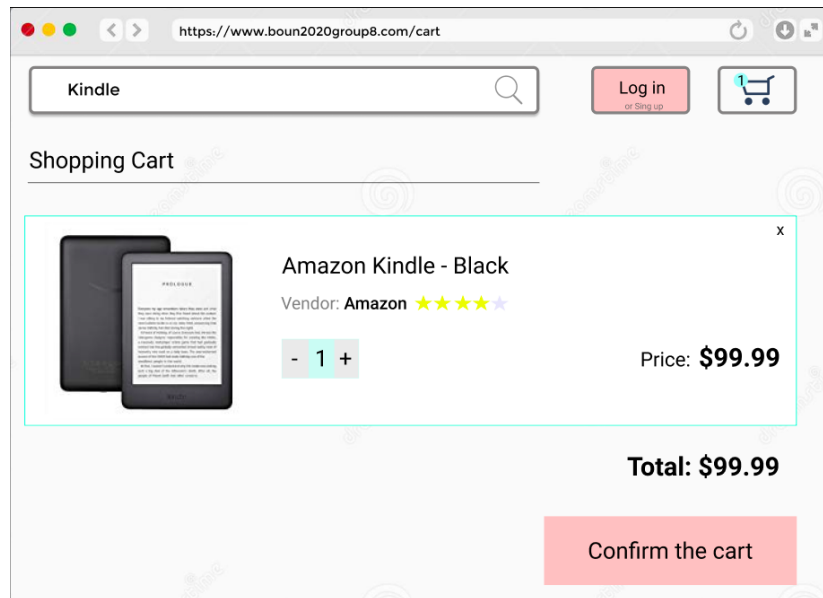 https://www.boun2020group8.com/cart
Kindle
Log in
or Sing up
1
Shopping Cart
x
PROLOGUE
Amazon Kindle - Black
Vendor: Amazon
- 1 +
Price: $99.99
Total: $99.99
Confirm the cart